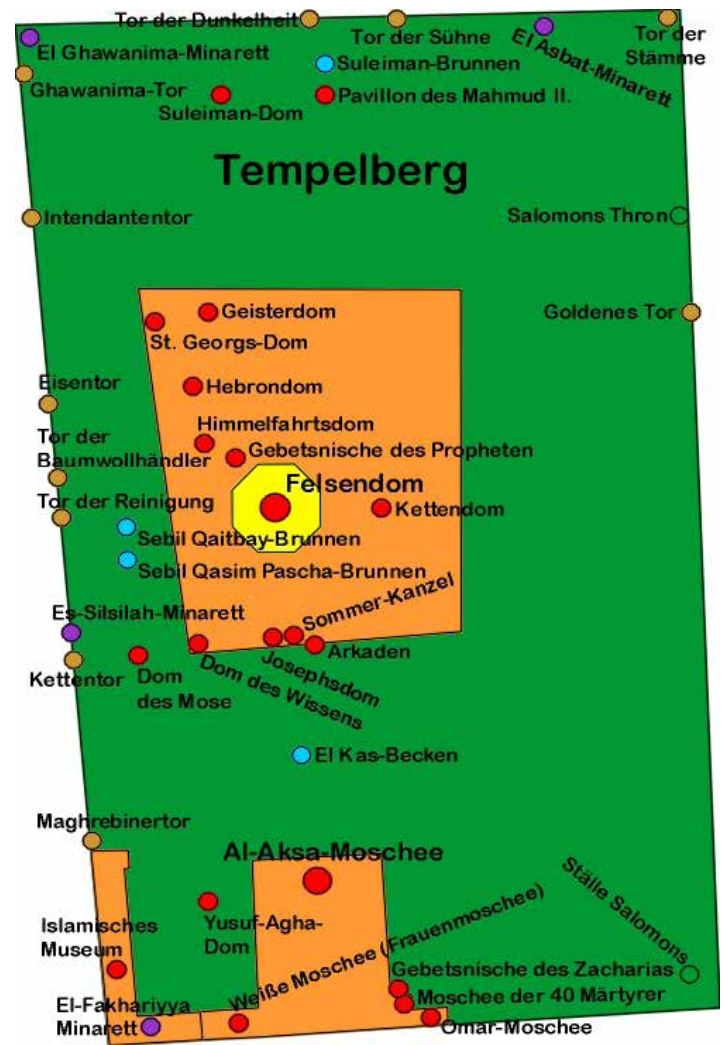 Tor der Dunkelheit
Tor der Sühne
El Asbat-Minarett
Tor der
Stämme
El Ghawanima-Minarett
Suleiman-Brunnen
Ghawanima-Tor
Suleiman-Dom
Pavillon des Mahmud II.
Tempelberg
Intendantentor
Salomons Thron
Geisterdom
Goldenes Tor
St. Georgs-Dom
Eisentor
Hebrondom
Himmelfahrtsdom
Tor der
Baumwollhändler
Gebetsnische des Propheten
Felsendom
Tor der Reinigung
Kettendom
Sebil Qaitbay-Brunnen
Sebil Qasim Pascha-Brunnen
Es-Silsilah-Minarett
Sommer-Kanzel
Arkaden
Kettentor
Dom
des Mose
Dom des Wissens
Josephsdom
El Kas-Becken
Maghrebinertor
Al-Aksa-Moschee
Ställe Salomons
Islamisches
Museum
Yusuf-Agha-
Dom
Weiße Moschee (Frauenmoschee)
Gebetsnische des Zacharias
Moschee der 40 Märtyrer
El-Fakhariyya
Minarett
Omar-Moschee